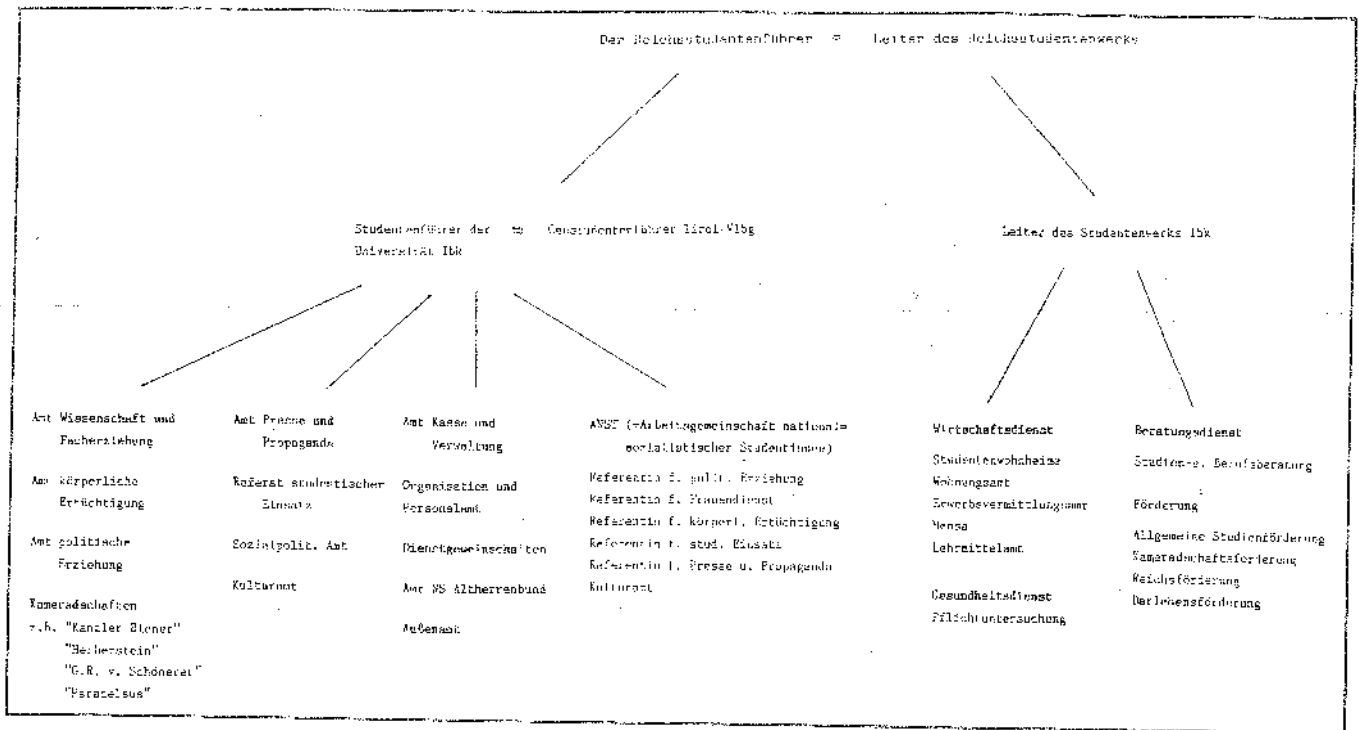 Der Reichsstudentenführer = Leiter des Reichsstudentenwerks
Studentenführer der = Gaustudentenführer Tirol-Vlbg
Universität Ibk
Leiter des Studentenwerks Ibk
Amt Wissenschaft und
Facherziehung
Amt körperliche
Ertüchtigung
Amt politische
Erziehung
Kameradschaften
z.B. "Kanzler Biener"
"G.R. v. Schönerer"
"Paracelsus"
Amt Presse und
Propaganda
Referat studentischer
Einsatz
Sozialpolit. Amt
Kulturamt
Amt Kasse und
Verwaltung
Organisation und
Personalamt
Dienstgemeinschaften
Amt NS Altherrenbund
Außenamt
ANST (=Arbeitsgemeinschaft national=
sozialistischer Studentinnen)
Referentin f. polit. Erziehung
Referentin f. Frauendienst
Referentin f. körperl. Ertüchtigung
Referentin f. stud. Einsatz
Referentin f. Presse u. Propaganda
Kulturamt
Wirtschaftsdienst
Studentenwohnheime
Wohnungsamt
Erwerbsvermittlungsamt
Mensa
Lehrmittelamt
Gesundheitsdienst
Pflichtuntersuchung
Beratungsdienst
Studien-u. Berufsberatung
Förderung
Allgemeine Studienförderung
Kameradschaftsförderung
Reichsförderung
Darlehensförderung